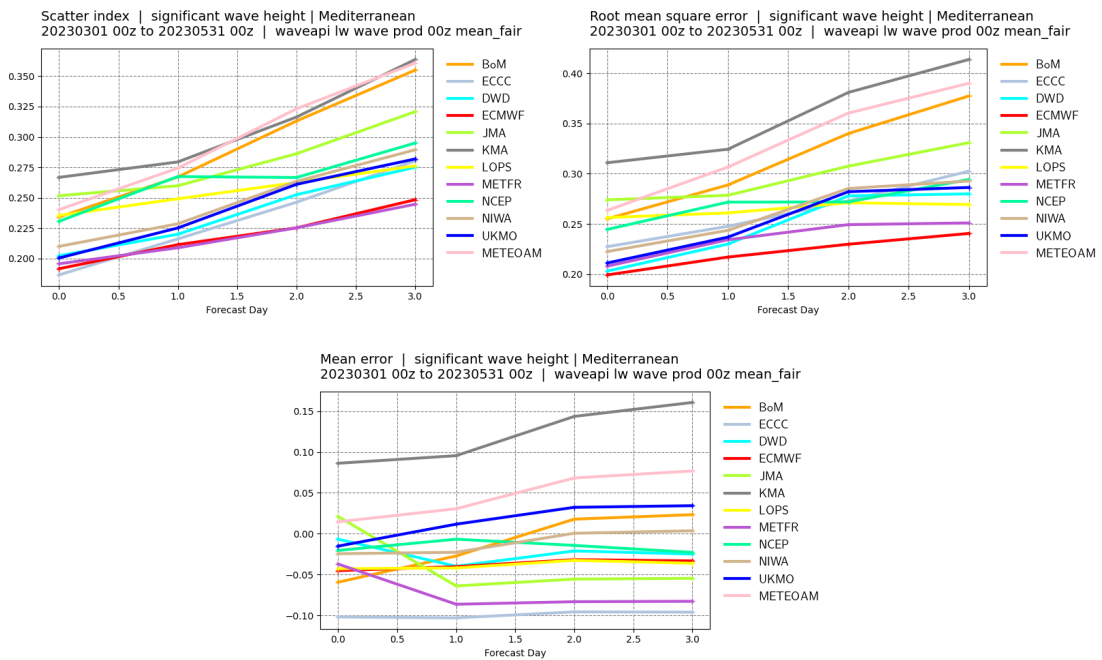 Scatter index | significant wave height | Mediterranean
20230301 00z to 20230531 00z | waveapi lw wave prod 00z mean_fair
0.350
0.325
0.300
0.275
0.250
0.225
0.200
0.0 0.5 1.0 1.5 2.0 2.5 3.0
Forecast Day
BoM
ECCC
DWD
ECMWF
JMA
KMA
LOPS
METFR
NCEP
NIWA
UKMO
METEOAM
Root mean square error | significant wave height | Mediterranean
20230301 00z to 20230531 00z | waveapi lw wave prod 00z mean_fair
0.40
0.35
0.30
0.25
0.20
0.0 0.5 1.0 1.5 2.0 2.5 3.0
Forecast Day
BoM
ECCC
DWD
ECMWF
JMA
KMA
LOPS
METFR
NCEP
NIWA
UKMO
METEOAM
Mean error | significant wave height | Mediterranean
20230301 00z to 20230531 00z | waveapi lw wave prod 00z mean_fair
0.15
0.10
0.05
0.00
−0.05
−0.10
0.0 0.5 1.0 1.5 2.0 2.5 3.0
Forecast Day
BoM
ECCC
DWD
ECMWF
JMA
KMA
LOPS
METFR
NCEP
NIWA
UKMO
METEOAM